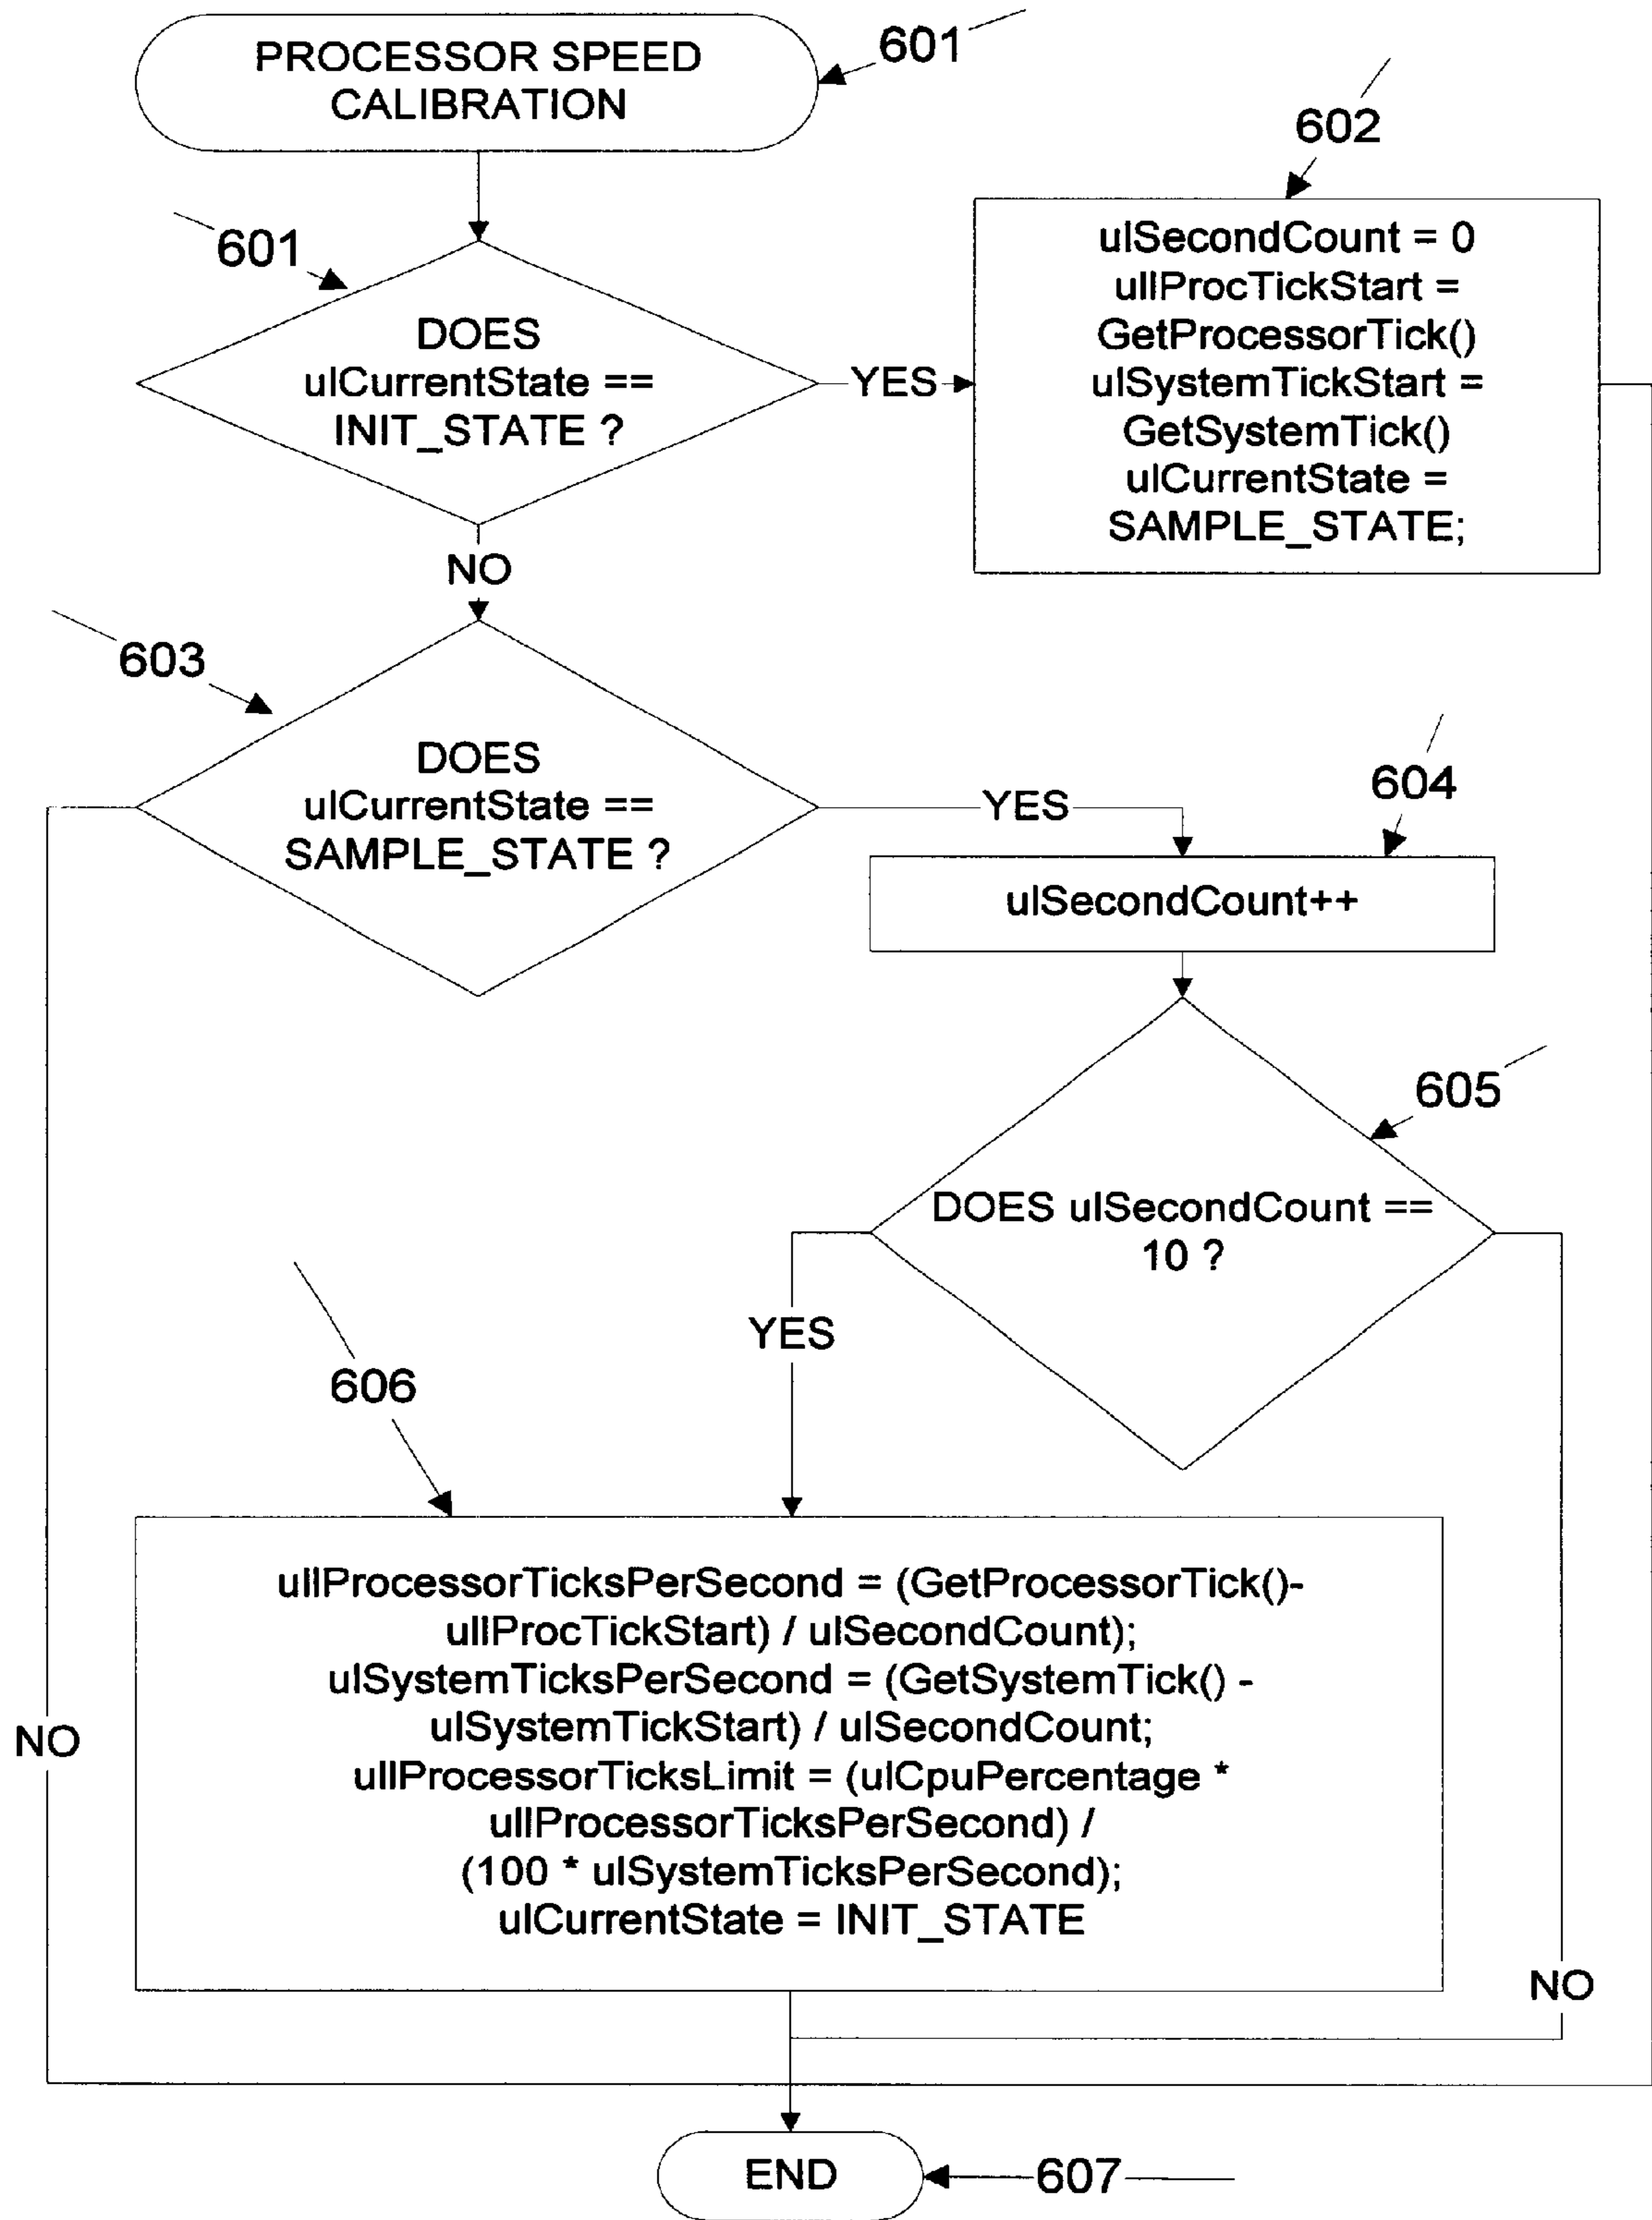 PROCESSOR SPEED
CALIBRATION
601
601
DOES
ulCurrentState ==
INIT_STATE ?
YES
602
ulSecondCount = 0
ullProcTickStart =
GetProcessorTick()
ulSystemTickStart =
GetSystemTick()
ulCurrentState =
SAMPLE_STATE;
NO
603
DOES
ulCurrentState ==
SAMPLE_STATE ?
YES
604
ulSecondCount++
605
DOES ulSecondCount ==
10 ?
YES
606
ullProcessorTicksPerSecond = (GetProcessorTick()-
ullProcTickStart) / ulSecondCount);
ulSystemTicksPerSecond = (GetSystemTick() -
ulSystemTickStart) / ulSecondCount;
ullProcessorTicksLimit = (ulCpuPercentage *
ullProcessorTicksPerSecond) /
(100 * ulSystemTicksPerSecond);
ulCurrentState = INIT_STATE
NO
NO
END
607